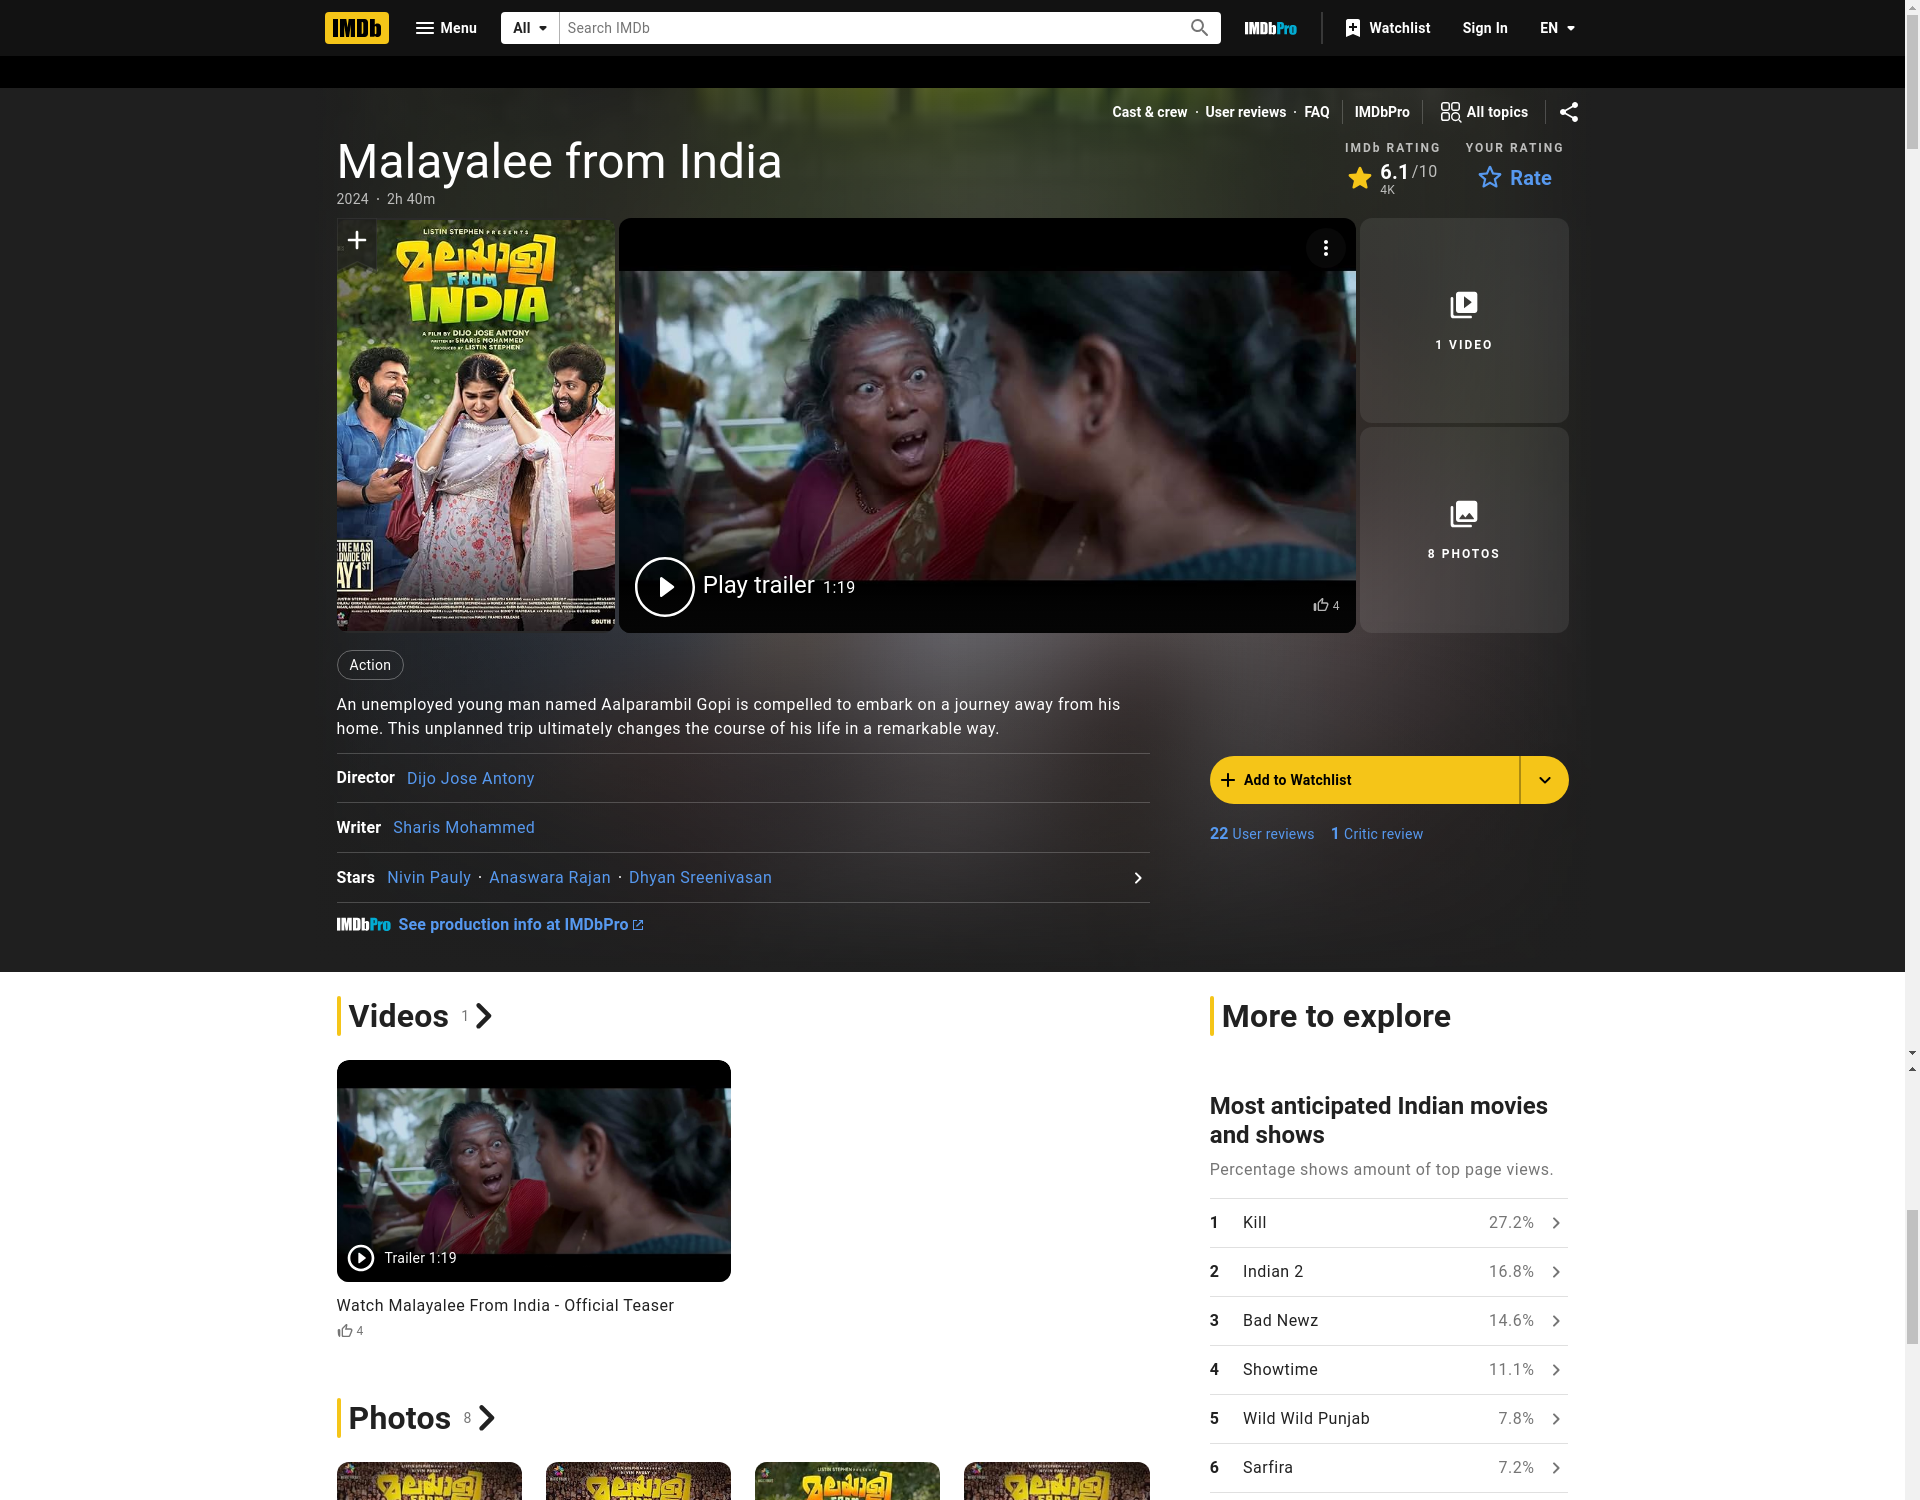 IMDb
Menu
All
Search IMDb
IMDbPro
Watchlist
Sign In
EN
Cast & crew · User reviews · FAQ
IMDbPro
All topics
Malayalee from India
2024 · 2h 40m
IMDb RATING
6.1/10
4K
YOUR RATING
Rate
LISTIN STEPHEN PRESENTS
മലയാളി
FROM
INDIA
A FILM BY DIJO JOSE ANTONY
WRITTEN BY SHARIS MOHAMMED
PRODUCED BY LISTIN STEPHEN
Play trailer 1:19
4
1 VIDEO
8 PHOTOS
Action
An unemployed young man named Aalparambil Gopi is compelled to embark on a journey away from his
home. This unplanned trip ultimately changes the course of his life in a remarkable way.
Director Dijo Jose Antony
Writer Sharis Mohammed
Stars Nivin Pauly · Anaswara Rajan · Dhyan Sreenivasan
IMDbPro See production info at IMDbPro
Add to Watchlist
22 User reviews 1 Critic review
Videos 1
Trailer 1:19
Watch Malayalee From India - Official Teaser
4
Photos 8
മലയാളി
മലയാളി
മലയാളി
മലയാളി
More to explore
Most anticipated Indian movies
and shows
Percentage shows amount of top page views.
1 Kill 27.2%
2 Indian 2 16.8%
3 Bad Newz 14.6%
4 Showtime 11.1%
5 Wild Wild Punjab 7.8%
6 Sarfira 7.2%